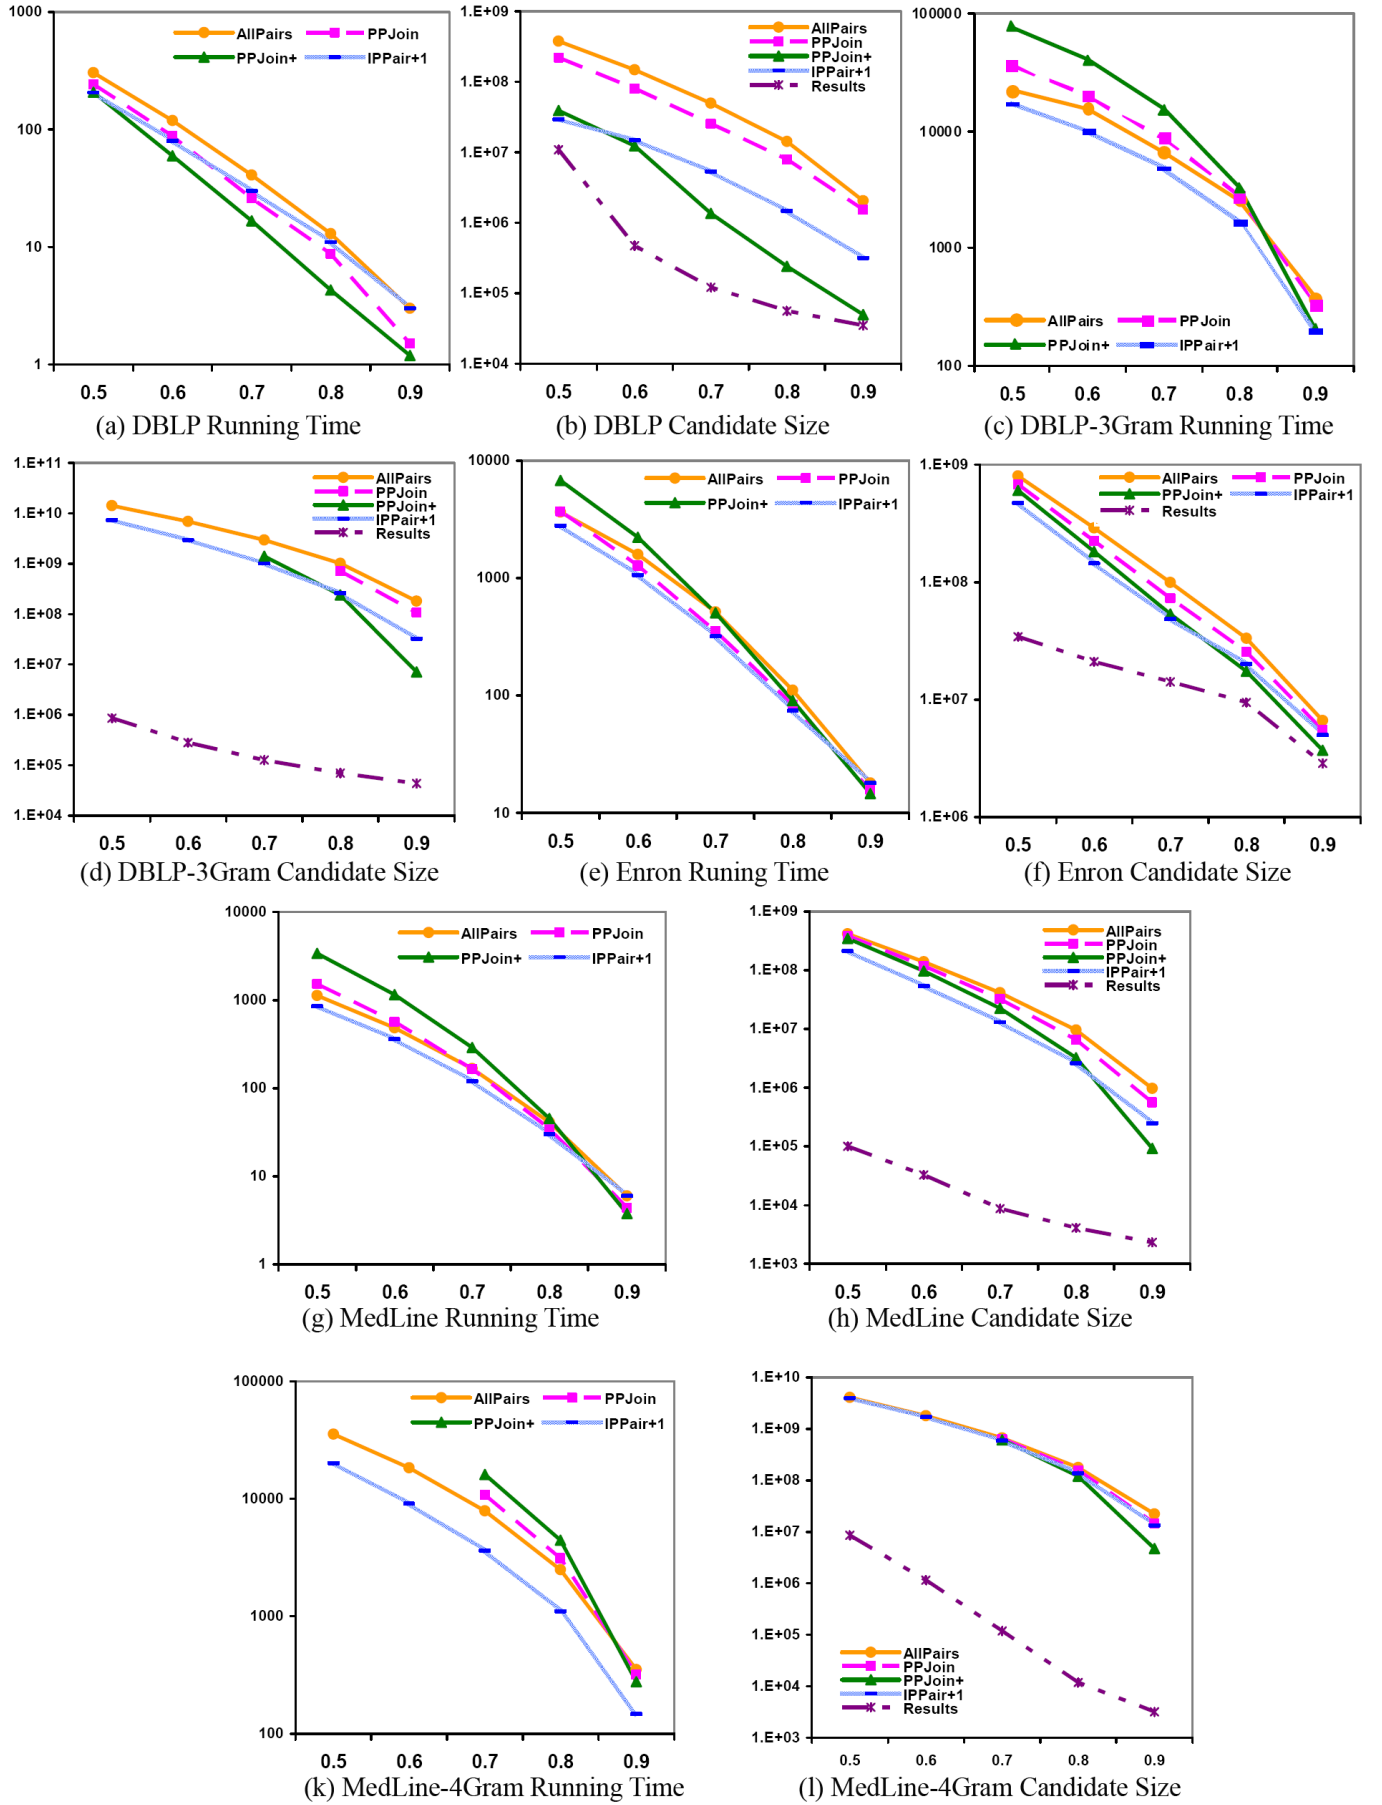 1000
100
10
1
AllPairs PPJoin
PPJoin+ IPPair+1
0.5 0.6 0.7 0.8 0.9
(a) DBLP Running Time
1.E+09
1.E+08
1.E+07
1.E+06
1.E+05
1.E+04
AllPairs
PPJoin
PPJoin+
IPPair+1
Results
0.5 0.6 0.7 0.8 0.9
(b) DBLP Candidate Size
100000
10000
1000
100
AllPairs PPJoin
PPJoin+ IPPair+1
0.5 0.6 0.7 0.8 0.9
(c) DBLP-3Gram Running Time
1.E+11
1.E+10
1.E+09
1.E+08
1.E+07
1.E+06
1.E+05
1.E+04
AllPairs
PPJoin
PPJoin+
IPPair+1
Results
0.5 0.6 0.7 0.8 0.9
(d) DBLP-3Gram Candidate Size
10000
1000
100
10
AllPairs PPJoin
PPJoin+ IPPair+1
0.5 0.6 0.7 0.8 0.9
(e) Enron Runing Time
1.E+09
1.E+08
1.E+07
1.E+06
AllPairs PPJoin
PPJoin+ IPPair+1
Results
0.5 0.6 0.7 0.8 0.9
(f) Enron Candidate Size
10000
1000
100
10
1
AllPairs PPJoin
PPJoin+ IPPair+1
0.5 0.6 0.7 0.8 0.9
(g) MedLine Running Time
1.E+09
1.E+08
1.E+07
1.E+06
1.E+05
1.E+04
1.E+03
AllPairs
PPJoin
PPJoin+
IPPair+1
Results
0.5 0.6 0.7 0.8 0.9
(h) MedLine Candidate Size
100000
10000
1000
100
AllPairs PPJoin
PPJoin+ IPPair+1
0.5 0.6 0.7 0.8 0.9
(k) MedLine-4Gram Running Time
1.E+10
1.E+09
1.E+08
1.E+07
1.E+06
1.E+05
1.E+04
1.E+03
AllPairs
PPJoin
PPJoin+
IPPair+1
Results
0.5 0.6 0.7 0.8 0.9
(l) MedLine-4Gram Candidate Size